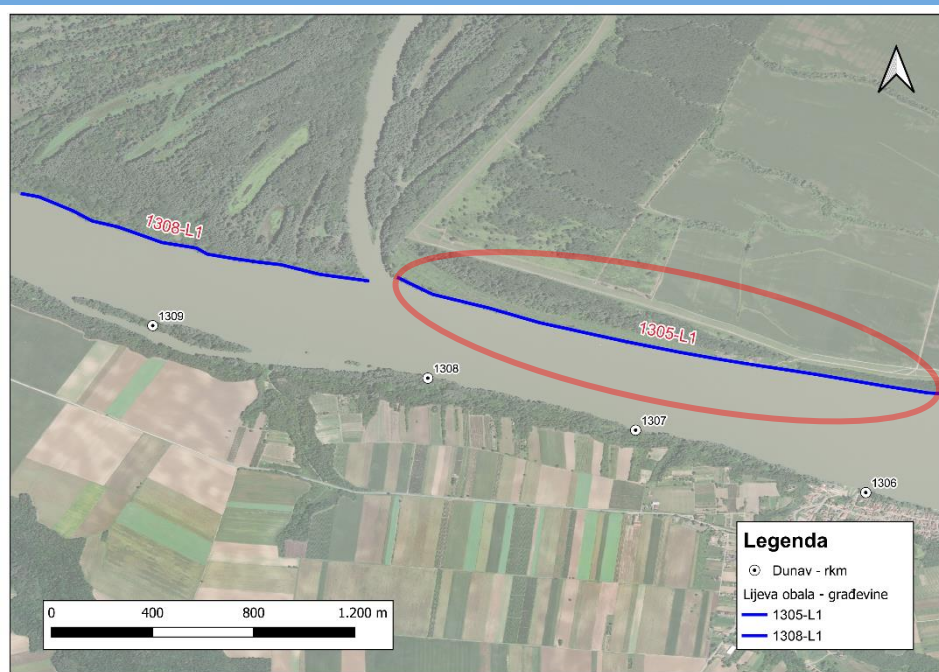 1308-L1
1309
1305-L1
1308
1307
1306
Legenda
Dunav - rkm
Lijeva obala - građevine
1305-L1
1308-L1
0 400 800 1.200 m